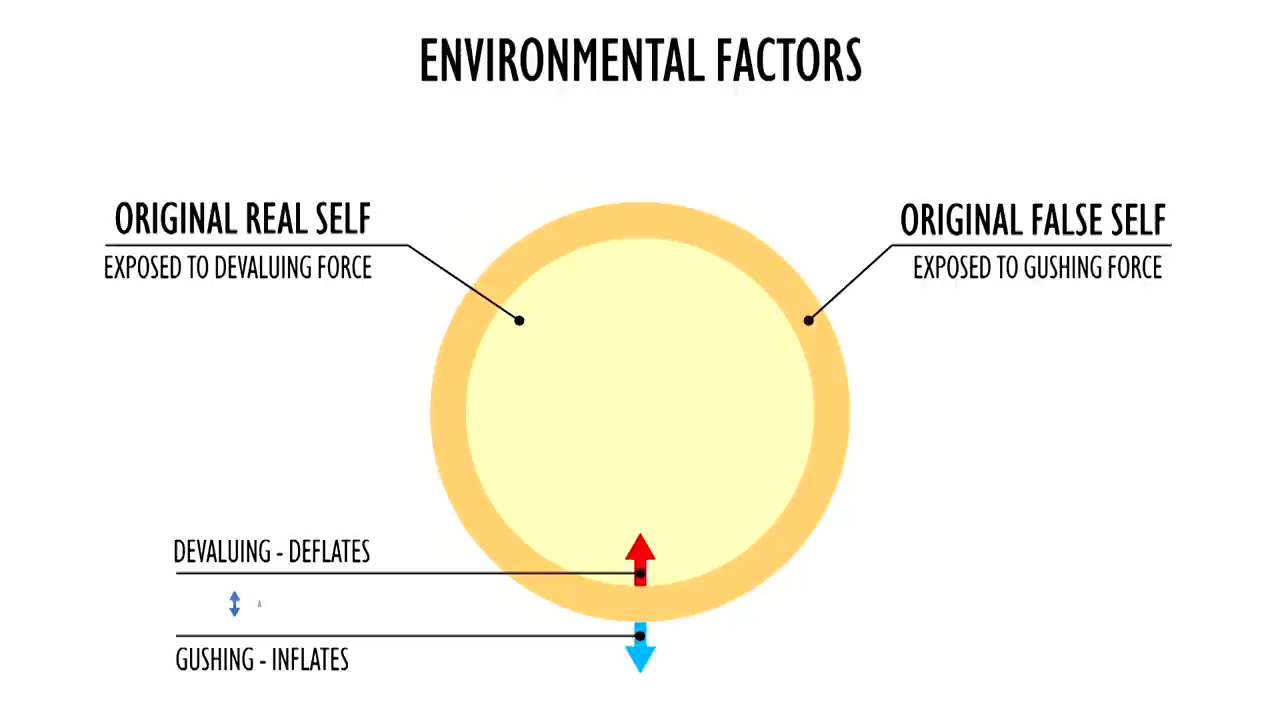 ENVIRONMENTAL FACTORS
ORIGINAL REAL SELF
EXPOSED TO DEVALUING FORCE
ORIGINAL FALSE SELF
EXPOSED TO GUSHING FORCE
DEVALUING - DEFLATES
A
GUSHING - INFLATES